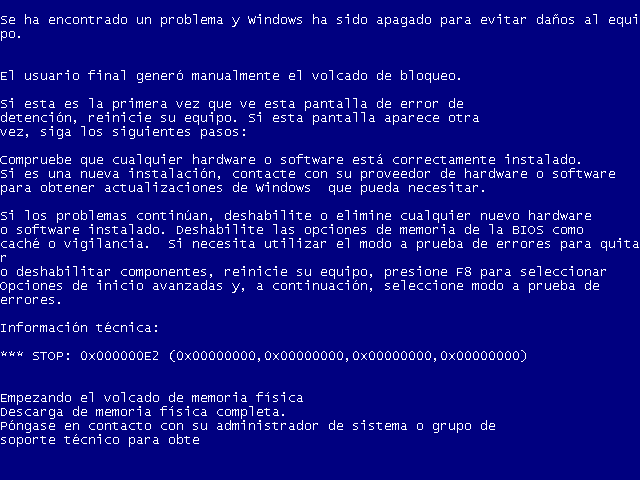 Se ha encontrado un problema y Windows ha sido apagado para evitar daños al equi
po.
El usuario final generó manualmente el volcado de bloqueo.
Si esta es la primera vez que ve esta pantalla de error de
detención, reinicie su equipo. Si esta pantalla aparece otra
vez, siga los siguientes pasos:
Compruebe que cualquier hardware o software está correctamente instalado.
Si es una nueva instalación, contacte con su proveedor de hardware o software
para obtener actualizaciones de Windows  que pueda necesitar.
Si los problemas continúan, deshabilite o elimine cualquier nuevo hardware
o software instalado. Deshabilite las opciones de memoria de la BIOS como
caché o vigilancia.  Si necesita utilizar el modo a prueba de errores para quita
r
o deshabilitar componentes, reinicie su equipo, presione F8 para seleccionar
Opciones de inicio avanzadas y, a continuación, seleccione modo a prueba de
errores.
Información técnica:
*** STOP: 0x000000E2 (0x00000000,0x00000000,0x00000000,0x00000000)
Empezando el volcado de memoria física
Descarga de memoria física completa.
Póngase en contacto con su administrador de sistema o grupo de
soporte técnico para obte